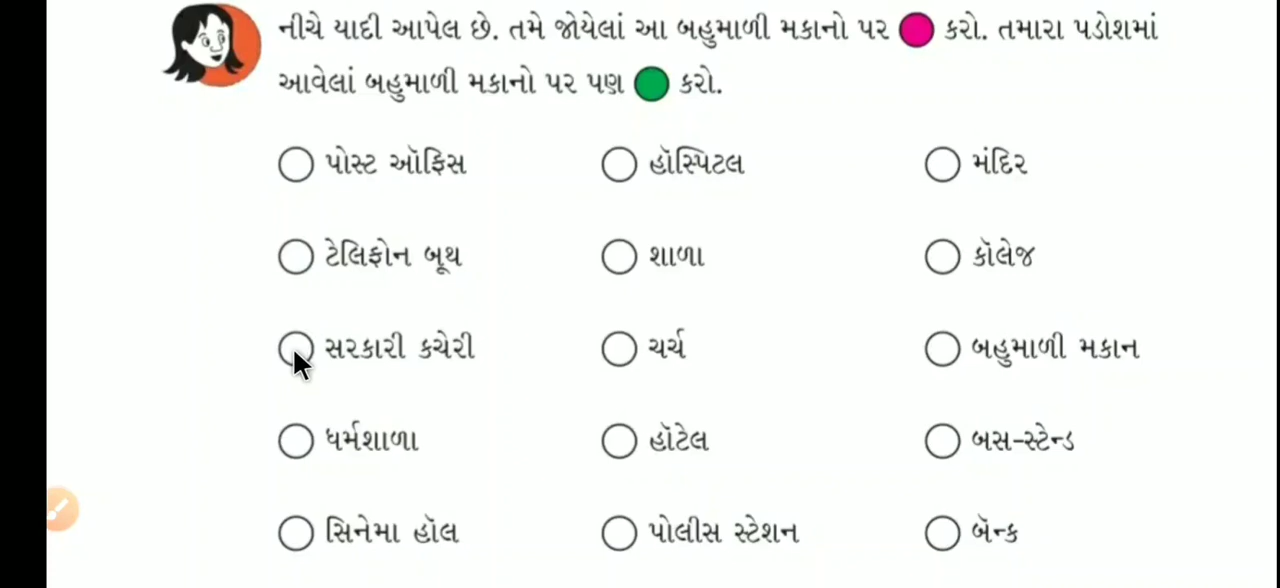 નીચે યાદી આપેલ છે. તમે જોયેલાં આ બહુમાળી મકાનો પર કરો. તમારા પડોશમાં
આવેલાં બહુમાળી મકાનો પર પણ કરો.
પોસ્ટ ઑફિસ હૉસ્પિટલ મંદિર
ટેલિફોન બૂથ શાળા કૉલેજ
સરકારી કચેરી ચર્ચ બહુમાળી મકાન
ધર્મશાળા હૉટેલ બસ-સ્ટેન્ડ
સિનેમા હૉલ પોલીસ સ્ટેશન બૅન્ક